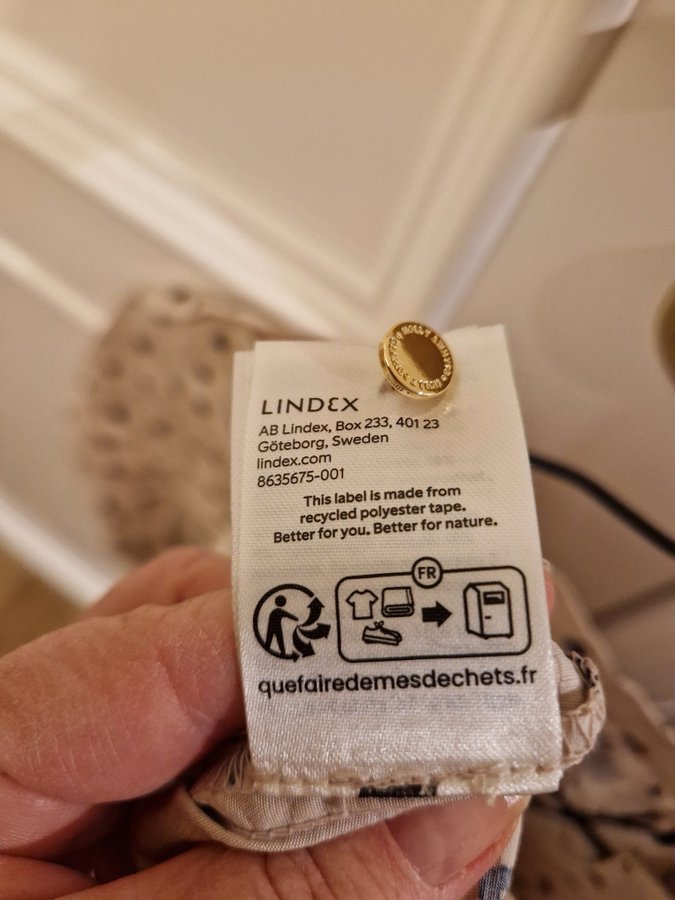 LINDEX
AB Lindex, Box 233, 401 23
Göteborg, Sweden
lindex.com
8635675-001
This label is made from
recycled polyester tape.
Better for you. Better for nature.
FR
quefairedemesdechets.fr